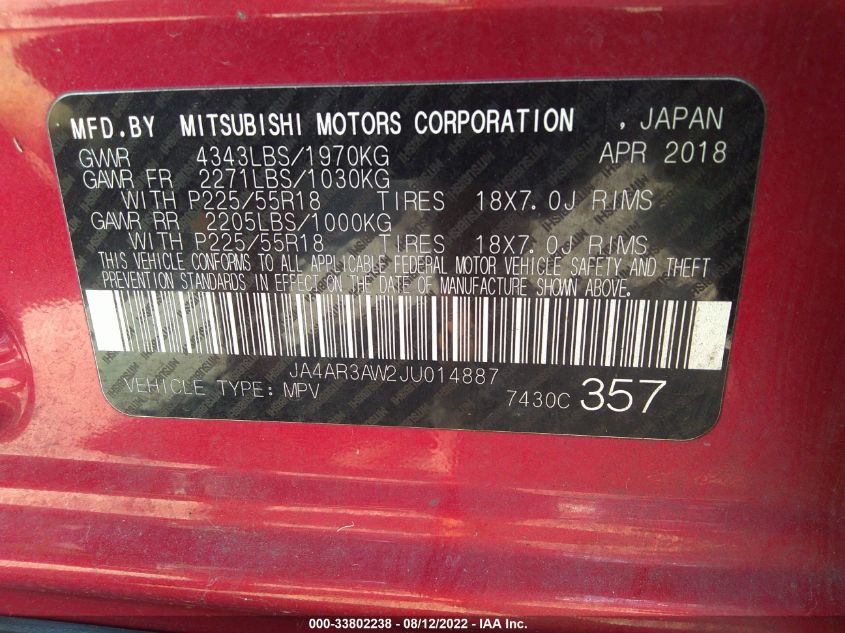 MFD.BY MITSUBISHI MOTORS CORPORATION , JAPAN
GVWR 4343LBS/1970KG APR 2018
GAWR FR 2271LBS/1030KG
WITH P225/55R18 TIRES 18X7.0J RIMS
GAWR RR 2205LBS/1000KG
WITH P225/55R18 TIRES 18X7.0J RIMS
THIS VEHICLE CONFORMS TO ALL APPLICABLE FEDERAL MOTOR VEHICLE SAFETY AND THEFT
PREVENTION STANDARDS IN EFFECT ON THE DATE OF MANUFACTURE SHOWN ABOVE.
JA4AR3AW2JU014887
VEHICLE TYPE: MPV 7430C 357
000-33802238 - 08/12/2022 - IAA Inc.